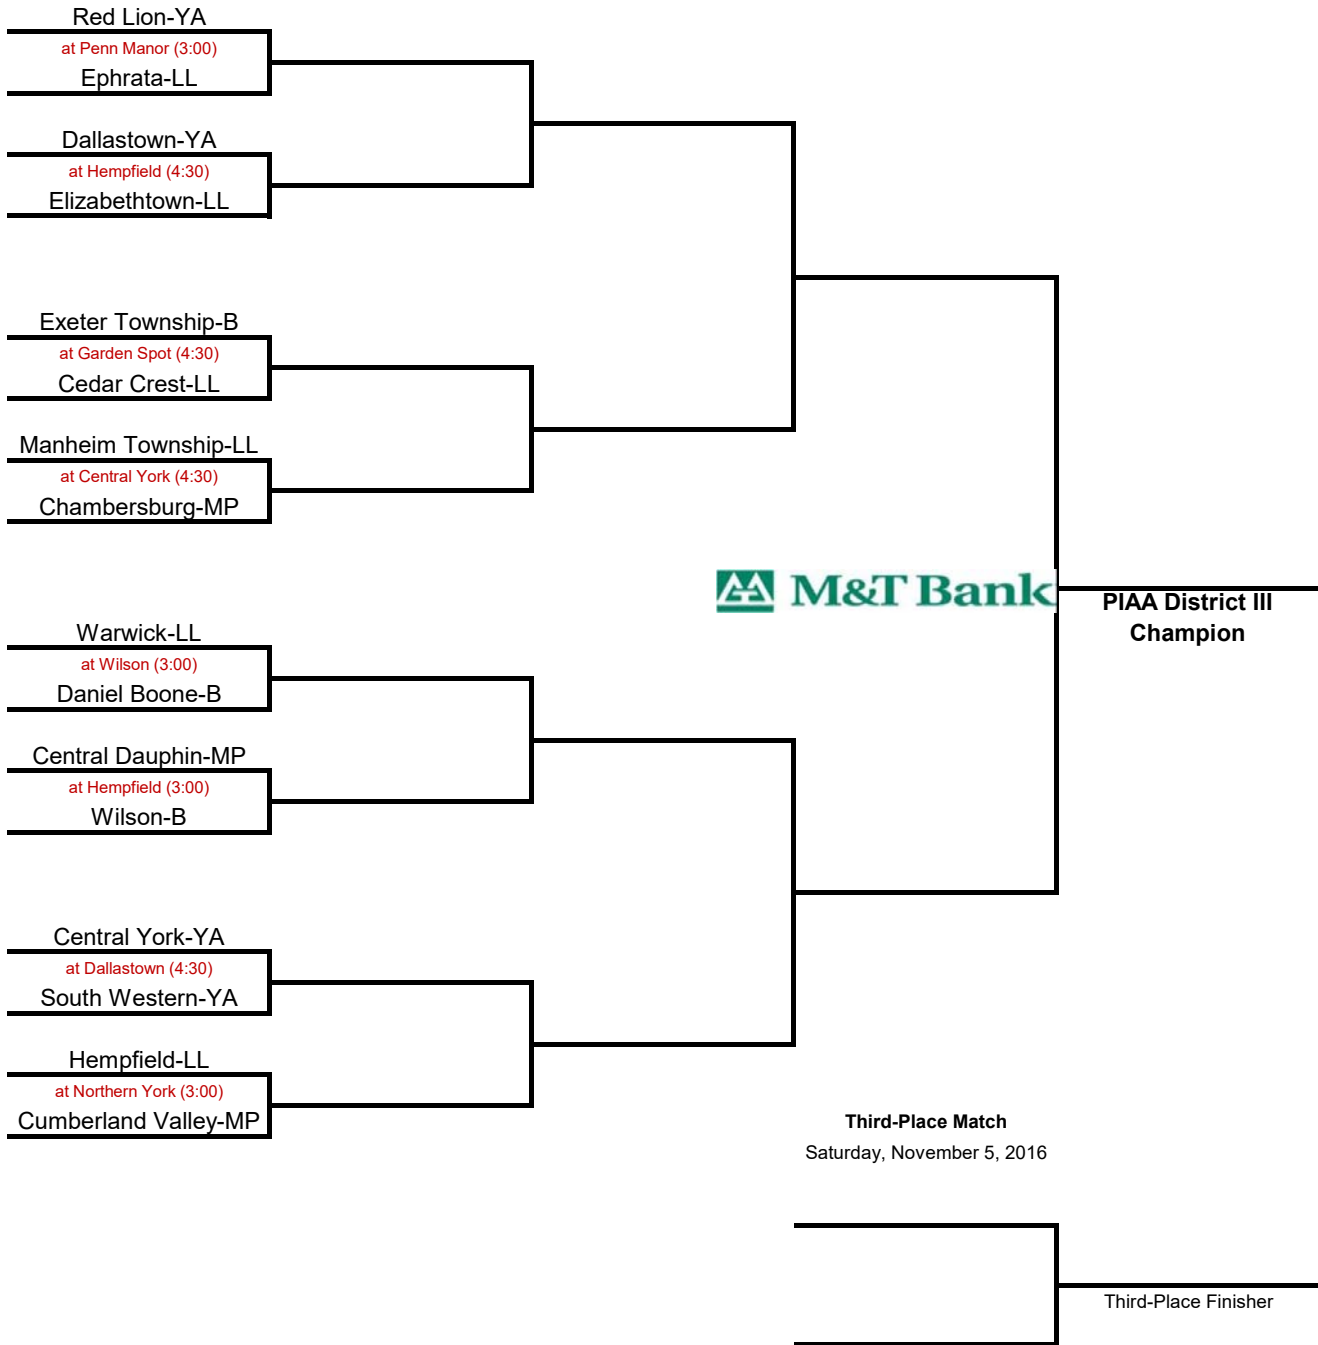 Red Lion-YA
at Penn Manor (3:00)
Ephrata-LL
Dallastown-YA
at Hempfield (4:30)
Elizabethtown-LL
Exeter Township-B
at Garden Spot (4:30)
Cedar Crest-LL
Manheim Township-LL
at Central York (4:30)
Chambersburg-MP
M&T Bank
PIAA District III
Champion
Warwick-LL
at Wilson (3:00)
Daniel Boone-B
Central Dauphin-MP
at Hempfield (3:00)
Wilson-B
Central York-YA
at Dallastown (4:30)
South Western-YA
Hempfield-LL
at Northern York (3:00)
Cumberland Valley-MP
Third-Place Match
Saturday, November 5, 2016
Third-Place Finisher